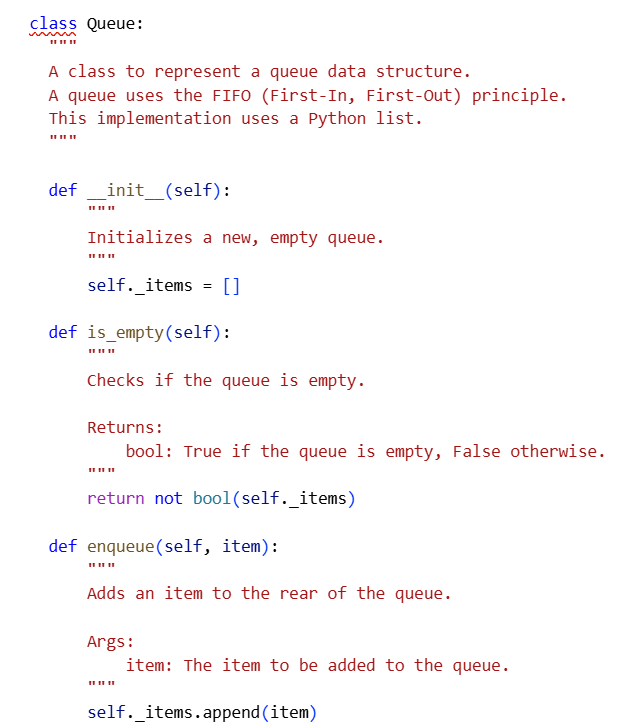 class Queue:
  """
  A class to represent a queue data structure.
  A queue uses the FIFO (First-In, First-Out) principle.
  This implementation uses a Python list.
  """

  def __init__(self):
      """
      Initializes a new, empty queue.
      """
      self._items = []

  def is_empty(self):
      """
      Checks if the queue is empty.

      Returns:
          bool: True if the queue is empty, False otherwise.
      """
      return not bool(self._items)

  def enqueue(self, item):
      """
      Adds an item to the rear of the queue.

      Args:
          item: The item to be added to the queue.
      """
      self._items.append(item)